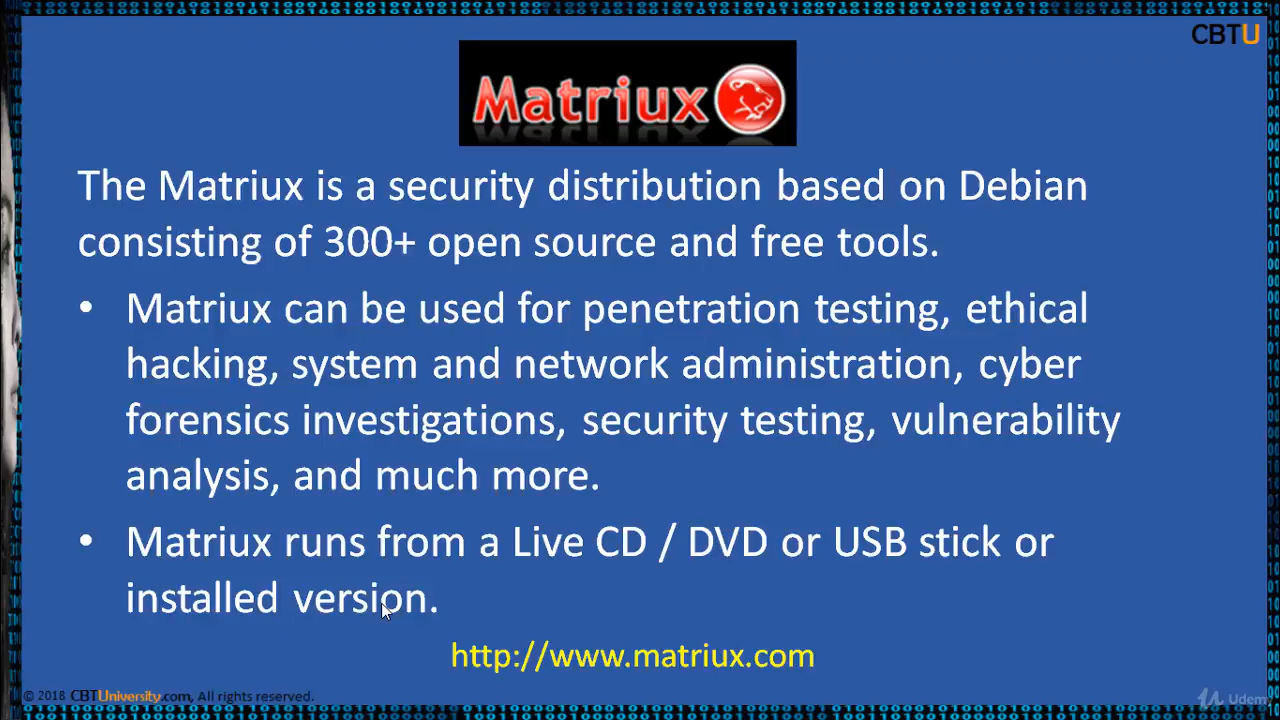 CBTU
Matriux
The Matriux is a security distribution based on Debian
consisting of 300+ open source and free tools.
• Matriux can be used for penetration testing, ethical
hacking, system and network administration, cyber
forensics investigations, security testing, vulnerability
analysis, and much more.
• Matriux runs from a Live CD / DVD or USB stick or
installed version.
http://www.matriux.com
© 2018 CBTUniversity.com, All rights reserved.
Udem